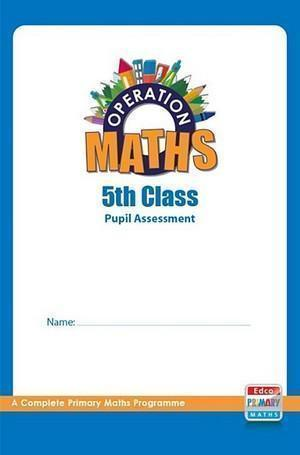 OPERATION
MATHS
5th Class
Pupil Assessment
Name:
A Complete Primary Maths Programme
Edco
PRIMARY
MATHS